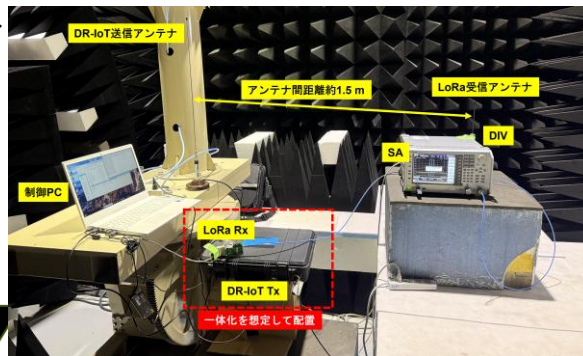 DR-IoT送信アンテナ
アンテナ間距離約1.5 m
LoRa受信アンテナ
DIV
SA
制御PC
LoRa Rx
DR-IoT Tx
一体化を想定して配置